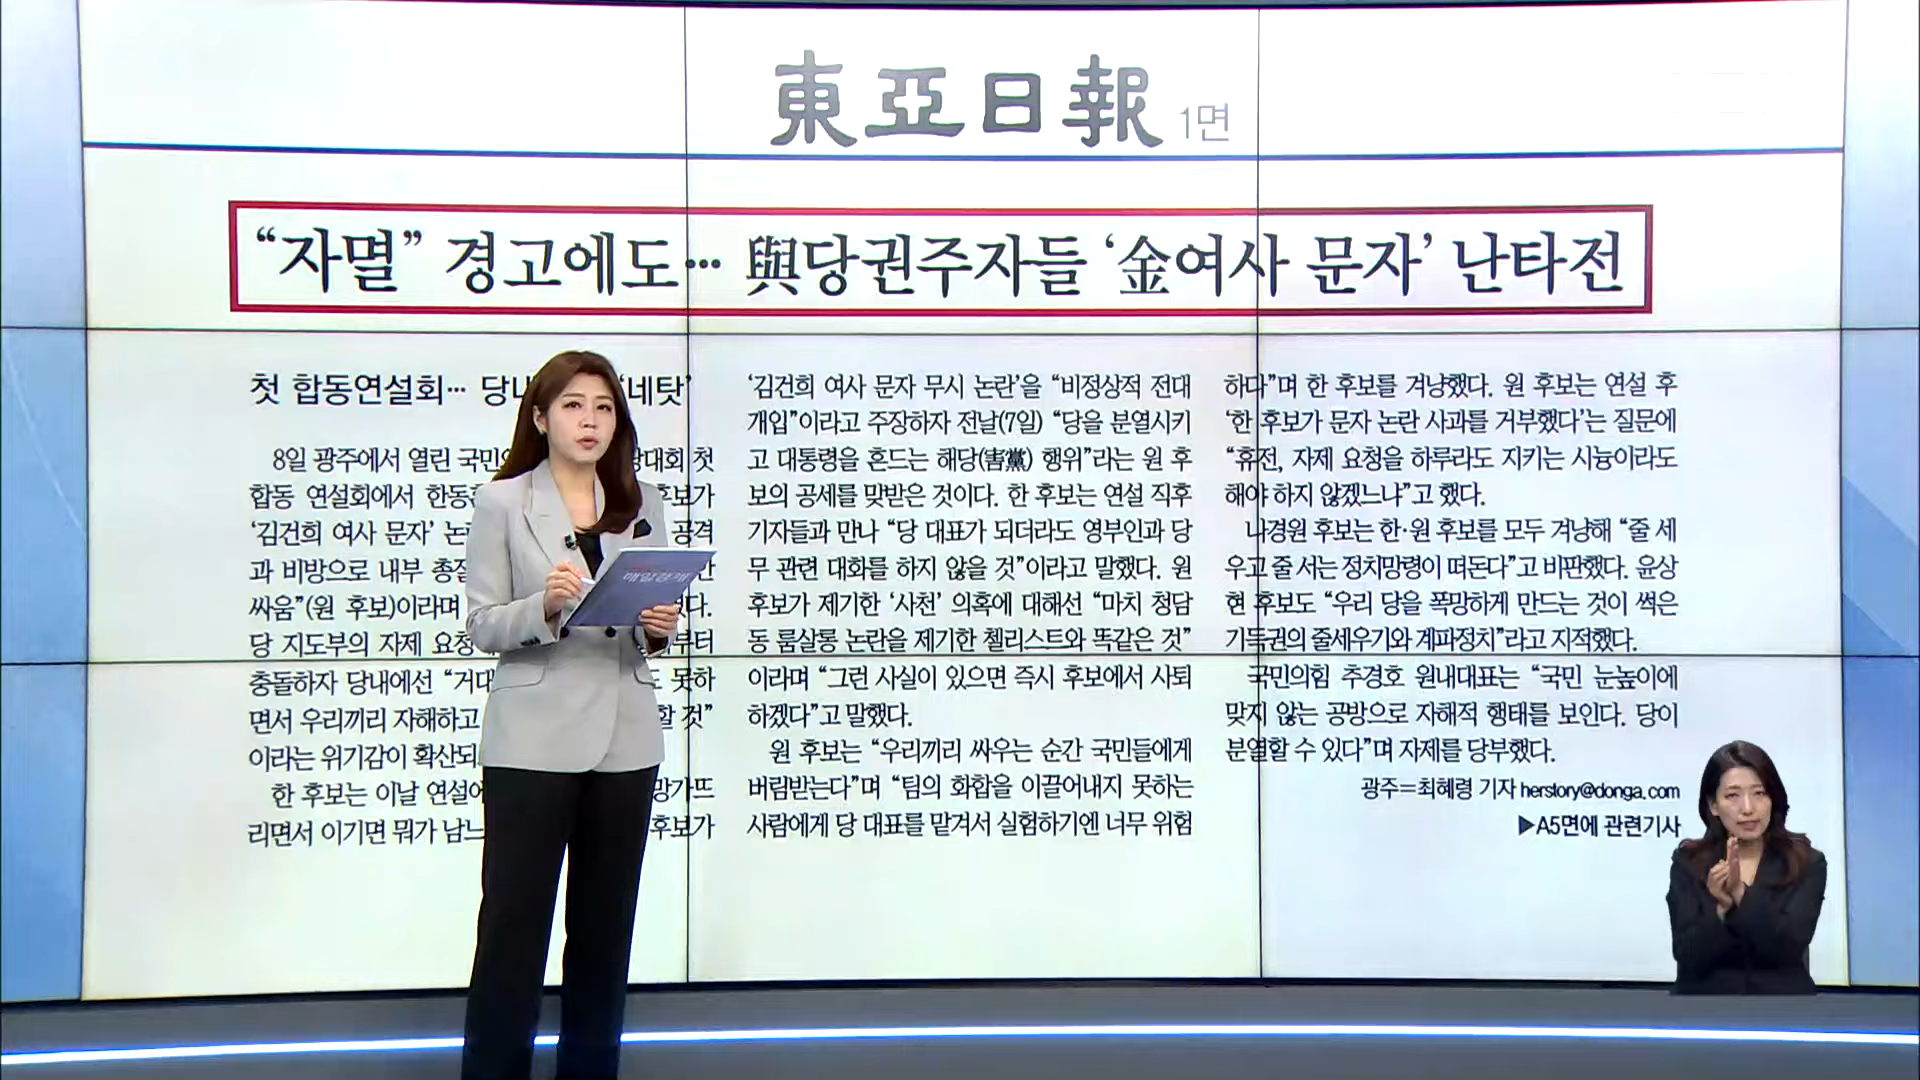 東亞日報 1면
“자멸” 경고에도… 與당권주자들 ‘金여사 문자’ 난타전
첫 합동연설회… 당내 ‘네탓’
8일 광주에서 열린 국민의 당대회 첫
합동 연설회에서 한동훈 후보가
‘김건희 여사 문자’ 논란 공격
과 비방으로 내부 총질
싸움”(원 후보)이라며 다.
당 지도부의 자제 요청 부터
충돌하자 당내에선 “거대 못하
면서 우리끼리 자해하고 할 것”
이라는 위기감이 확산되
한 후보는 이날 연설에 망가뜨
리면서 이기면 뭐가 남느 후보가
‘김건희 여사 문자 무시 논란’을 “비정상적 전대
개입”이라고 주장하자 전날(7일) “당을 분열시키
고 대통령을 흔드는 해당(害黨) 행위”라는 원 후
보의 공세를 맞받은 것이다. 한 후보는 연설 직후
기자들과 만나 “당 대표가 되더라도 영부인과 당
무 관련 대화를 하지 않을 것”이라고 말했다. 원
후보가 제기한 ‘사천’ 의혹에 대해선 “마치 청담
동 룸살롱 논란을 제기한 첼리스트와 똑같은 것”
이라며 “그런 사실이 있으면 즉시 후보에서 사퇴
하겠다”고 말했다.
원 후보는 “우리끼리 싸우는 순간 국민들에게
버림받는다”며 “팀의 화합을 이끌어내지 못하는
사람에게 당 대표를 맡겨서 실험하기엔 너무 위험
하다”며 한 후보를 겨냥했다. 원 후보는 연설 후
‘한 후보가 문자 논란 사과를 거부했다’는 질문에
“휴전, 자제 요청을 하루라도 지키는 시늉이라도
해야 하지 않겠느냐”고 했다.
나경원 후보는 한·원 후보를 모두 겨냥해 “줄 세
우고 줄 서는 정치망령이 떠돈다”고 비판했다. 윤상
현 후보도 “우리 당을 폭망하게 만드는 것이 썩은
기득권의 줄세우기와 계파정치”라고 지적했다.
국민의힘 추경호 원내대표는 “국민 눈높이에
맞지 않는 공방으로 자해적 행태를 보인다. 당이
분열할 수 있다”며 자제를 당부했다.
광주=최혜령 기자 herstory@donga.com
▶A5면에 관련기사
매일경제